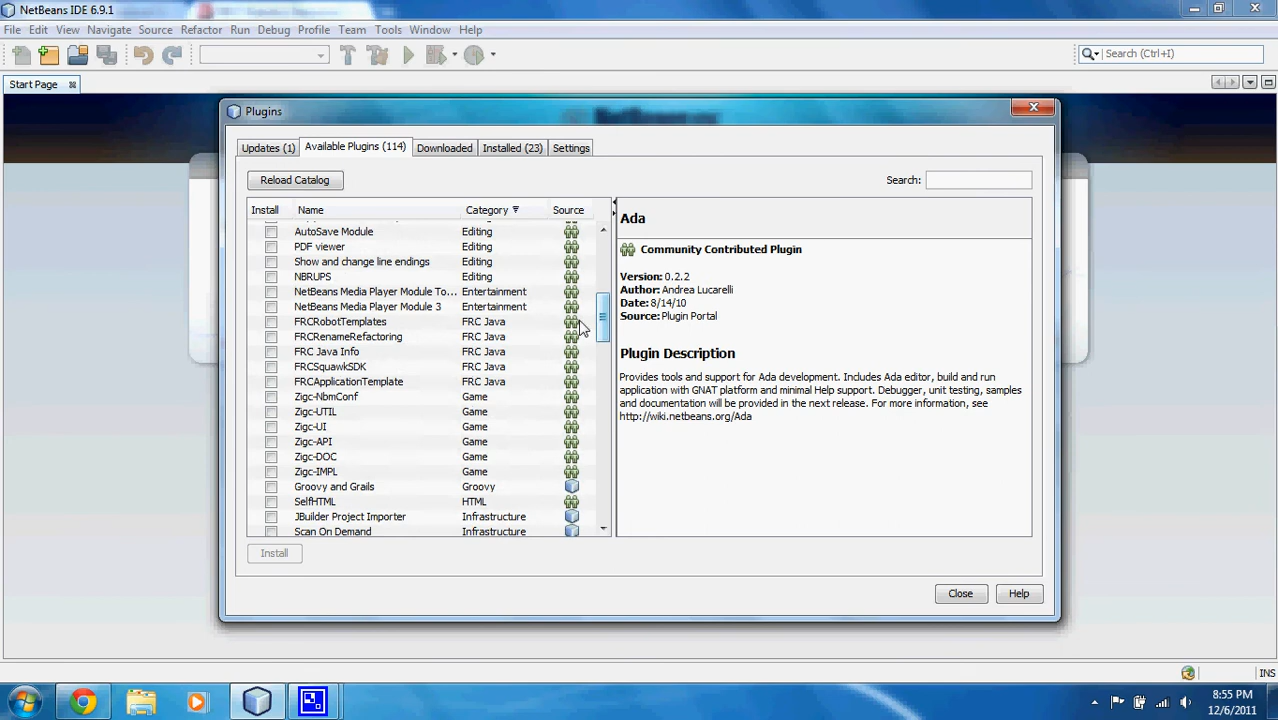 NetBeans IDE 6.9.1
File Edit View Navigate Source Refactor Run Debug Profile Team Tools Window Help
Search (Ctrl+I)
Start Page
Plugins
Updates (1) Available Plugins (114) Downloaded Installed (23) Settings
Reload Catalog Search:
Install Name Category Source
AutoSave Module Editing
PDF viewer Editing
Show and change line endings Editing
NBRUPS Editing
NetBeans Media Player Module To... Entertainment
NetBeans Media Player Module 3 Entertainment
FRCRobotTemplates FRC Java
FRCRenameRefactoring FRC Java
FRC Java Info FRC Java
FRCSquawkSDK FRC Java
FRCApplicationTemplate FRC Java
Zigc-NbmConf Game
Zigc-UTIL Game
Zigc-UI Game
Zigc-API Game
Zigc-DOC Game
Zigc-IMPL Game
Groovy and Grails Groovy
SelfHTML HTML
JBuilder Project Importer Infrastructure
Scan On Demand Infrastructure
Install
Ada
Community Contributed Plugin
Version: 0.2.2
Author: Andrea Lucarelli
Date: 8/14/10
Source: Plugin Portal
Plugin Description
Provides tools and support for Ada development. Includes Ada editor, build and run
application with GNAT platform and minimal Help support. Debugger, unit testing, samples
and documentation will be provided in the next release. For more information, see
http://wiki.netbeans.org/Ada
Close Help
INS
8:55 PM
12/6/2011